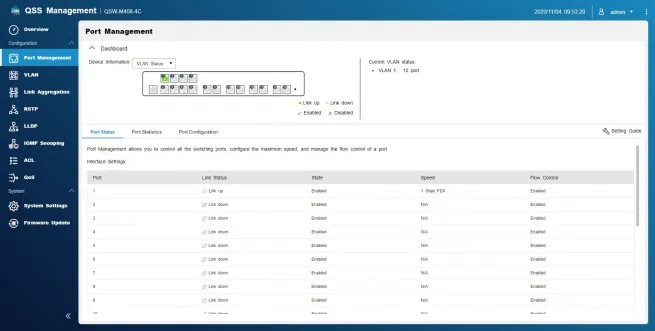 QSS Management | QSW-M408-4C
2020/11/04 09:53:29
admin
Overview
Configuration
Port Management
VLAN
Link Aggregation
RSTP
LLDP
IGMP Snooping
ACL
QoS
System
System Settings
Firmware Update
Port Management
Dashboard
Device information: VLAN Status
Current VLAN status:
VLAN 1 12 port
Link up Link down
Enabled Disabled
Port Status Port Statistics Port Configuration
Setting Guide
Port Management allows you to control all the switching ports, configure the maximum speed, and manage the flow control of a port.
Interface Settings
Port Link Status State Speed Flow Control
1 Link up Enabled 1 Gbps FDX Enabled
2 Link down Enabled N/A Enabled
3 Link down Enabled N/A Enabled
4 Link down Enabled N/A Enabled
5 Link down Enabled N/A Enabled
6 Link down Enabled N/A Enabled
7 Link down Enabled N/A Enabled
8 Link down Enabled N/A Enabled
9 Link down Enabled N/A Enabled
10 Link down Enabled N/A Enabled